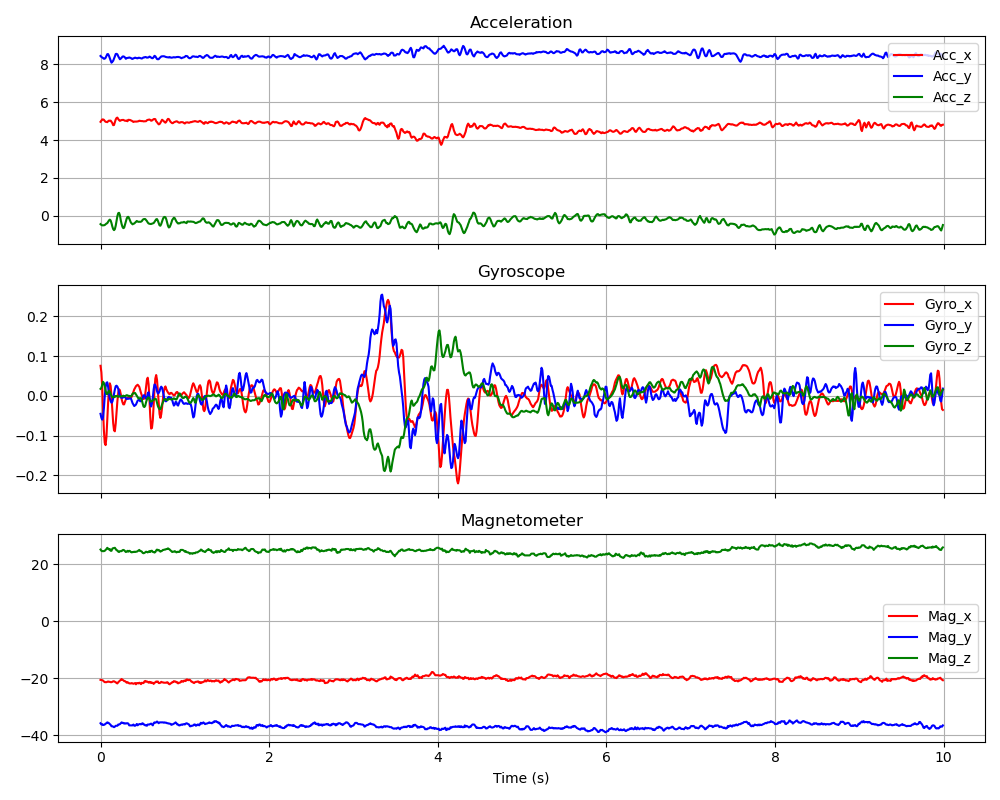 Acceleration
8
6
4
2
0
Acc_x
Acc_y
Acc_z
Gyroscope
0.2
0.1
0.0
−0.1
−0.2
Gyro_x
Gyro_y
Gyro_z
Magnetometer
20
0
−20
−40
Mag_x
Mag_y
Mag_z
0 2 4 6 8 10
Time (s)